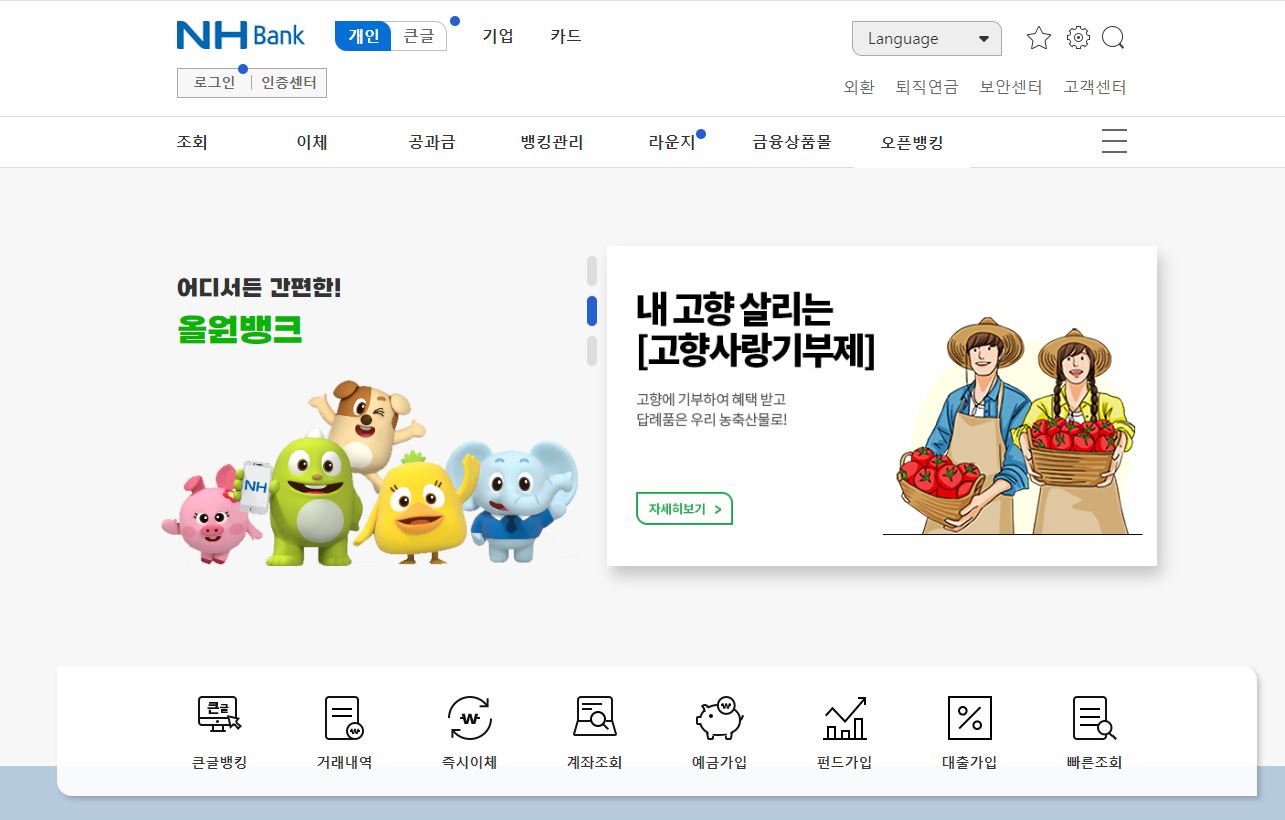 NH Bank
개인 큰글 기업 카드
Language
로그인 인증센터
외환 퇴직연금 보안센터 고객센터
조회 이체 공과금 뱅킹관리 라운지 금융상품몰 오픈뱅킹
어디서든 간편한!
올원뱅크
NH
내 고향 살리는
[고향사랑기부제]
고향에 기부하여 혜택 받고
답례품은 우리 농축산물로!
자세히보기 >
큰글
₩
₩
₩
%
큰글뱅킹 거래내역 즉시이체 계좌조회 예금가입 펀드가입 대출가입 빠른조회